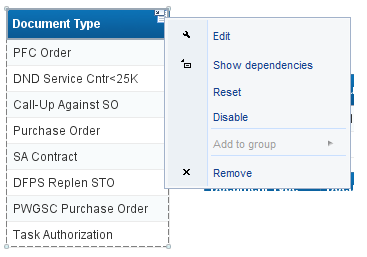 Document Type
PFC Order
DND Service Cntr<25K
Call-Up Against SO
Purchase Order
SA Contract
DFPS Replen STO
PWGSC Purchase Order
Task Authorization
Edit
Show dependencies
Reset
Disable
Add to group
Remove